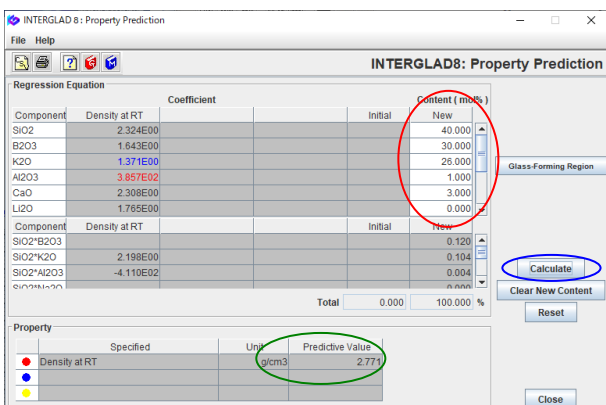 INTERGLAD 8 : Property Prediction
File Help
INTERGLAD8: Property Prediction
Regression Equation
Coefficient Content ( mol% )
Component Density at RT Initial New
SiO2 2.324E00 40.000
B2O3 1.643E00 30.000
K2O 1.371E00 26.000
Al2O3 3.857E02 1.000
CaO 2.308E00 3.000
Li2O 1.765E00 0.000
Glass-Forming Region
Component Density at RT Initial New
SiO2*B2O3 0.120
SiO2*K2O 2.198E00 0.104
SiO2*Al2O3 -4.110E02 0.004
SiO2*Na2O 0.000
Calculate
Clear New Content
Total 0.000 100.000 %
Reset
Property
Specified Unit Predictive Value
Density at RT g/cm3 2.771
Close